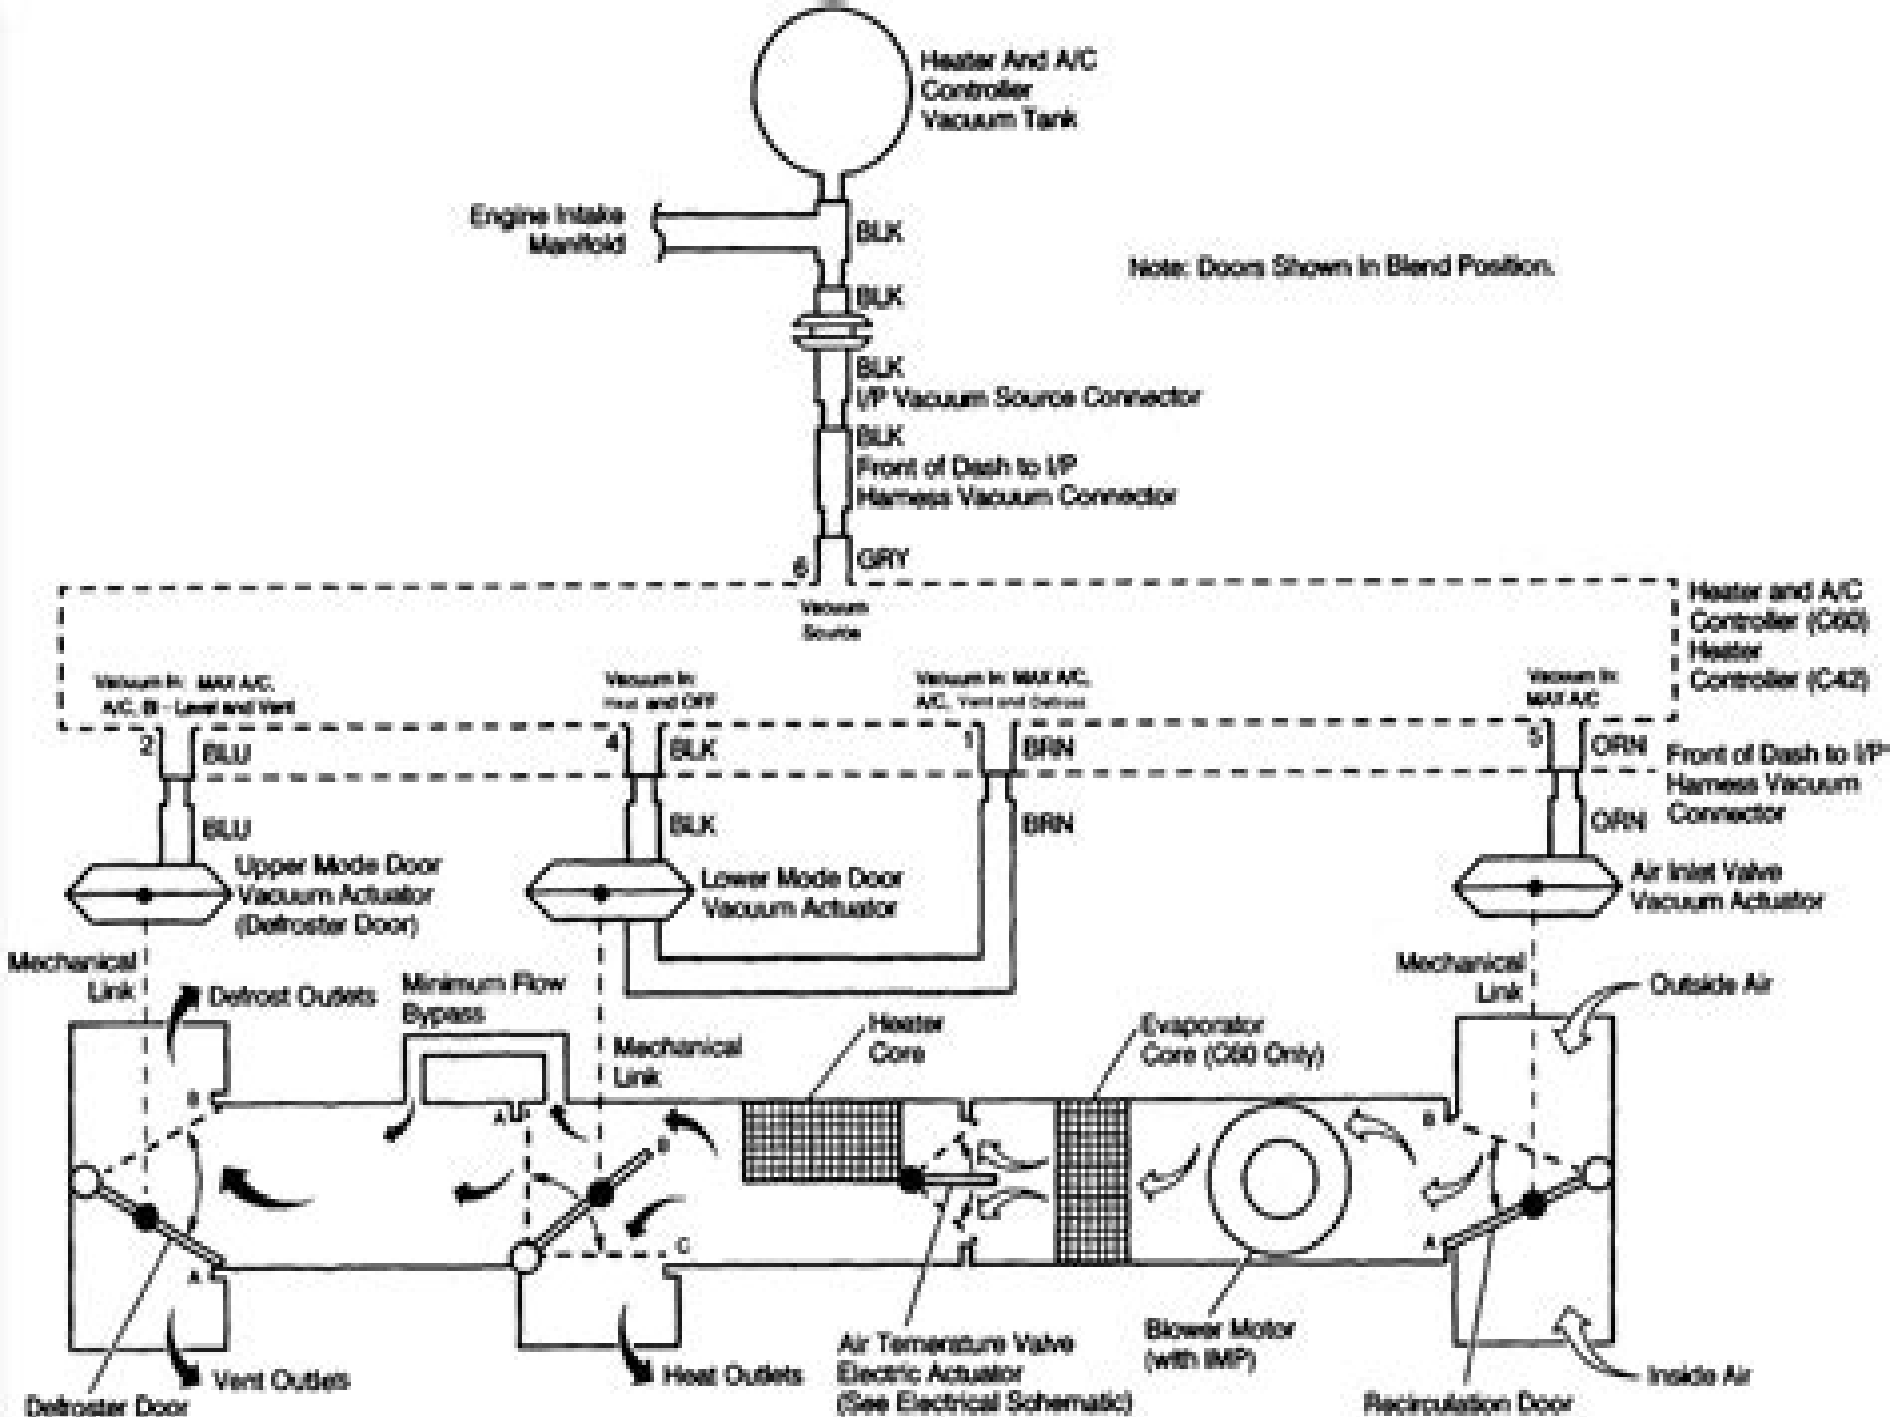 Heater And A/C
Controller
Vacuum Tank
Engine Intake
Manifold
BLK
Note: Doors Shown In Blend Position.
BLK
BLK
I/P Vacuum Source Connector
BLK
Front of Dash to I/P
Harness Vacuum Connector
6
GRY
Vacuum
Source
Heater and A/C
Controller (C60)
Heater
Controller (C42)
Vacuum In: MAX A/C,
A/C, Bi-Level and Vent
Vacuum In:
Heat and OFF
Vacuum In: MAX A/C,
A/C, Vent and Defrost
Vacuum In:
MAX A/C
2
BLU
4
BLK
1
BRN
5
ORN
Front of Dash to I/P
Harness Vacuum
Connector
BLU
BLK
BRN
ORN
Upper Mode Door
Vacuum Actuator
(Defroster Door)
Lower Mode Door
Vacuum Actuator
Air Inlet Valve
Vacuum Actuator
Mechanical
Link
Defrost Outlets
Minimum Flow
Bypass
Mechanical
Link
Heater
Core
Evaporator
Core (C60 Only)
Mechanical
Link
Outside Air
B
A
B
B
A
C
A
Vent Outlets
Defroster Door
Heat Outlets
Air Temerature Valve
Electric Actuator
(See Electrical Schematic)
Blower Motor
(with IMP)
Recirculation Door
Inside Air